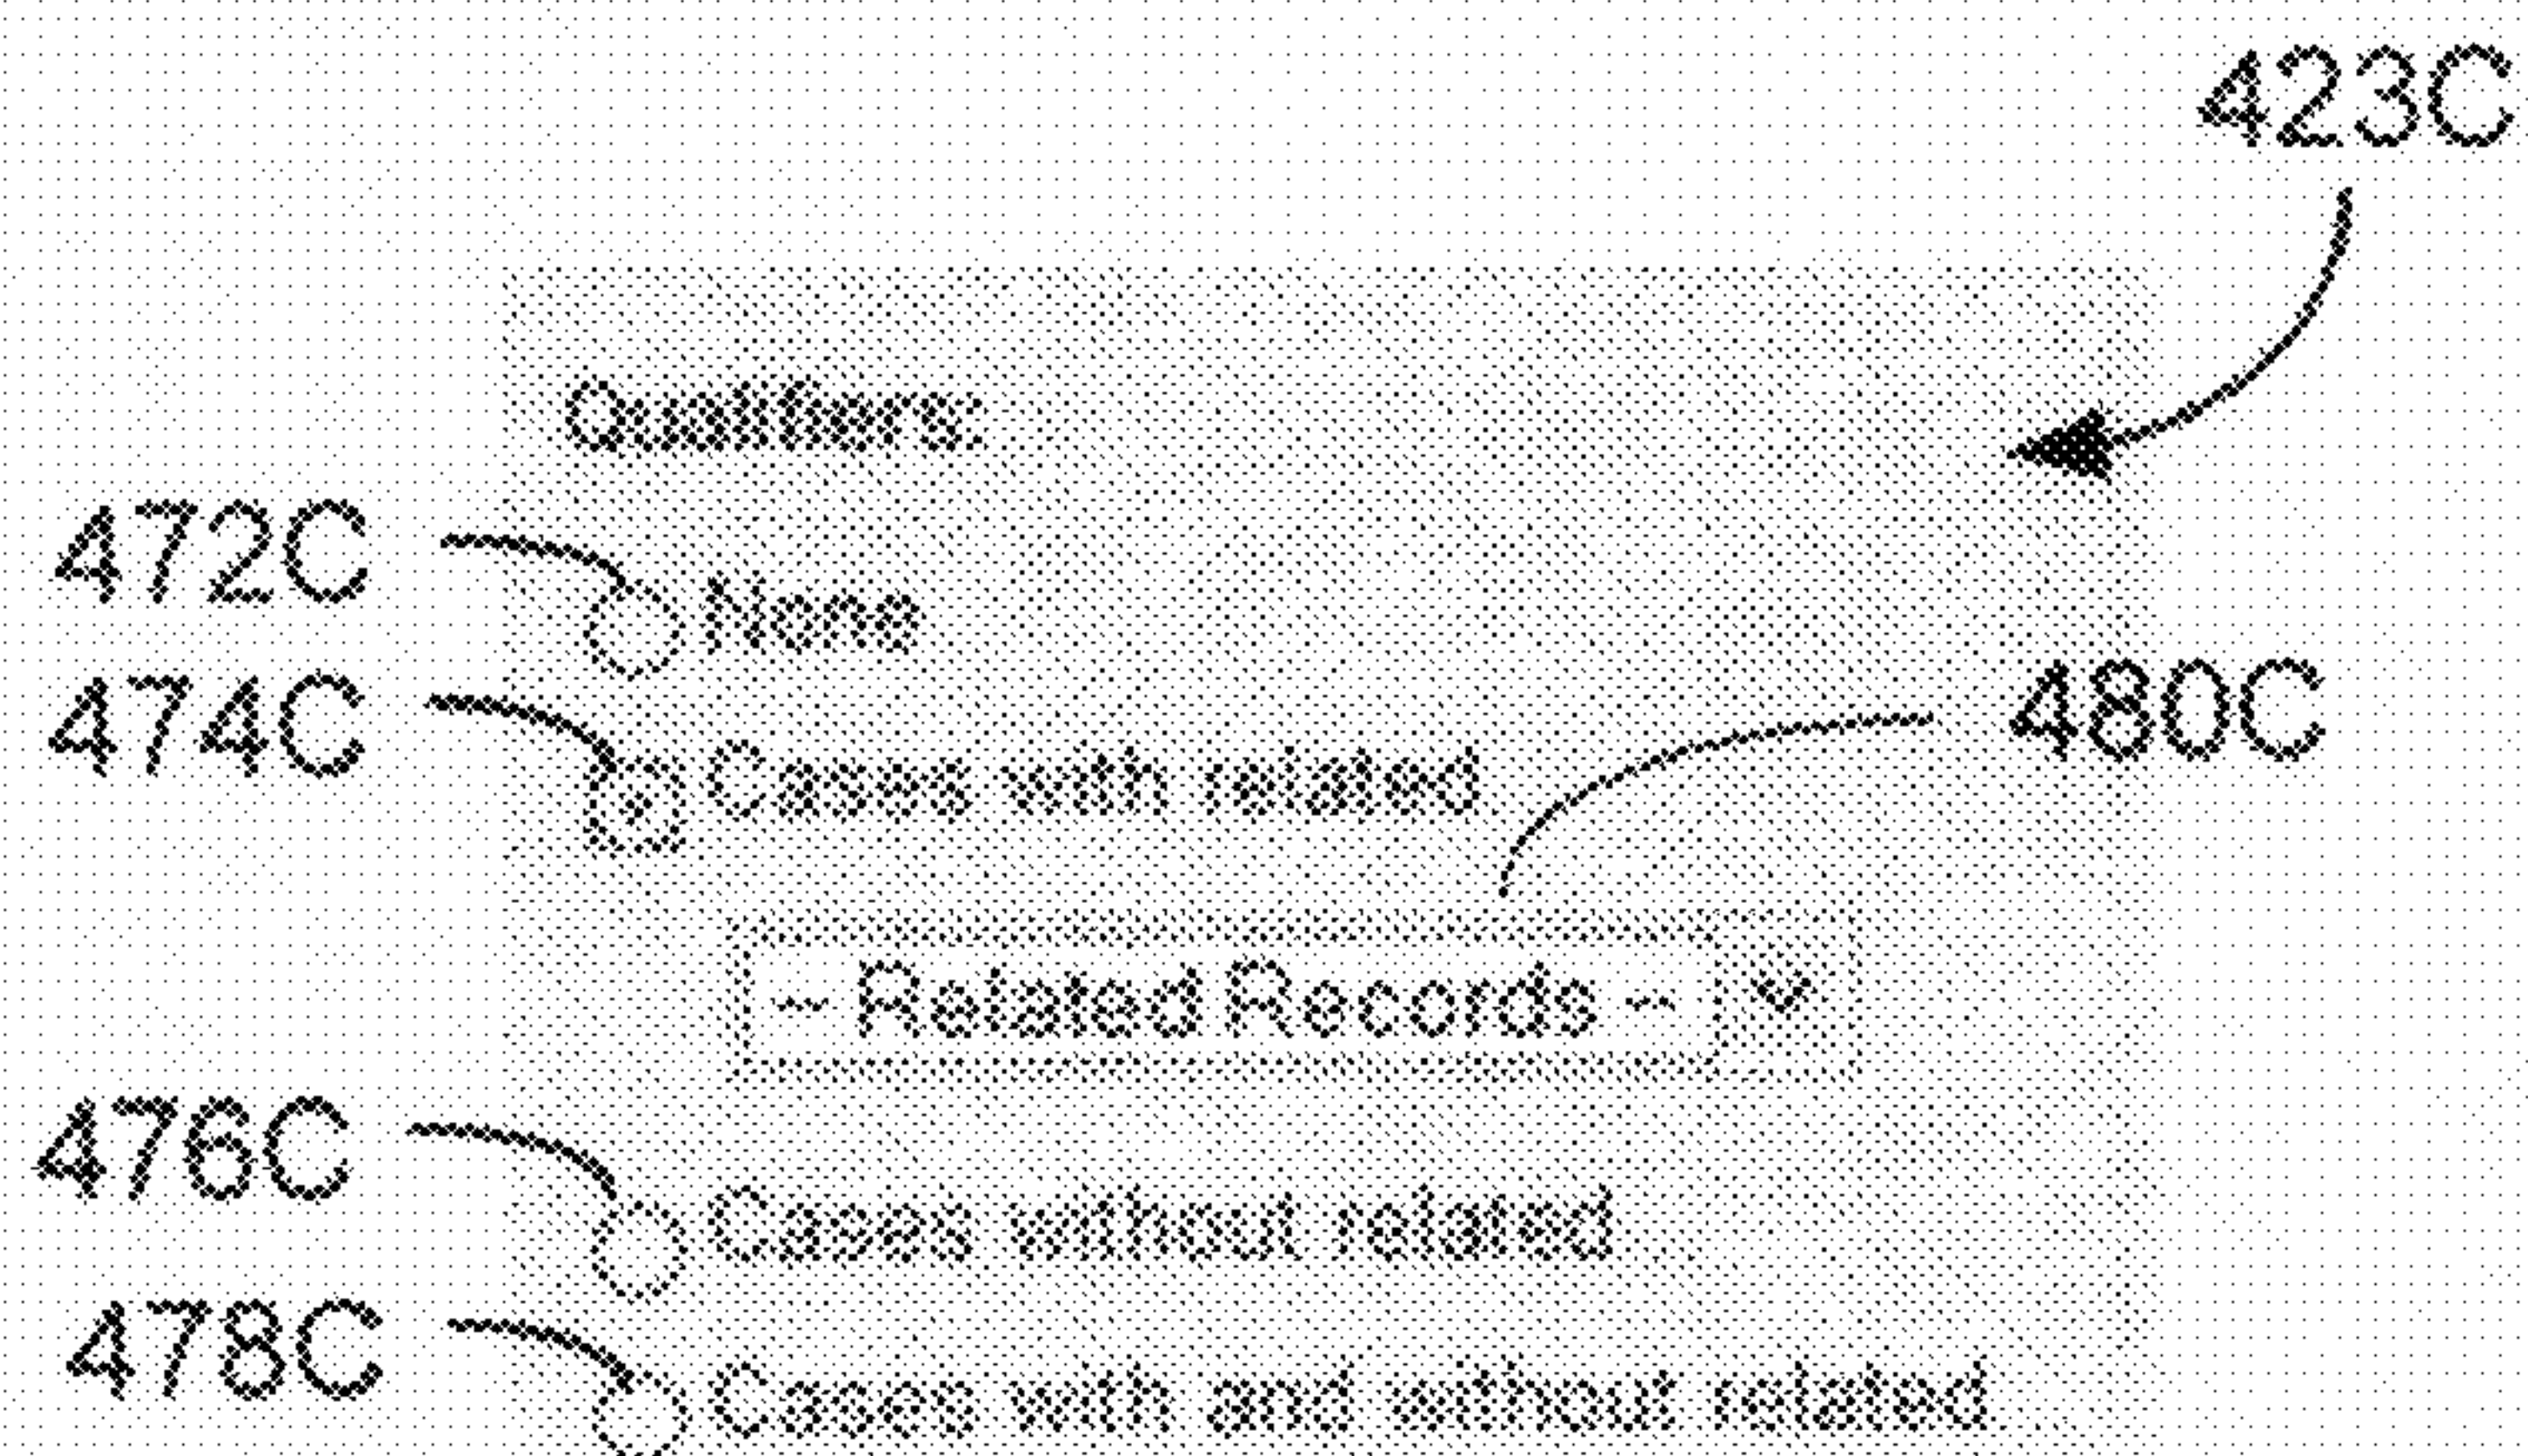 423C
Qualifiers:
472C
None
474C
Cases with related
480C
- Related Records -
476C
Cases without related
478C
Cases with and without related